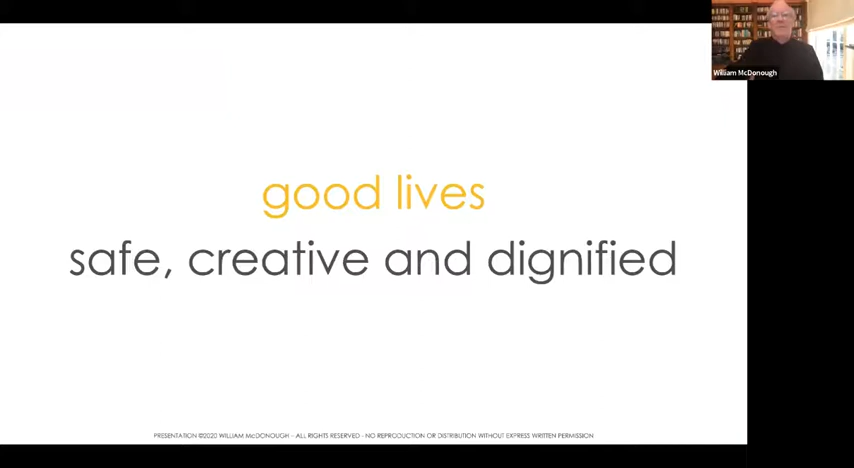 William McDonough
good lives
safe, creative and dignified
PRESENTATION ©2020 WILLIAM McDONOUGH - ALL RIGHTS RESERVED - NO REPRODUCTION OR DISTRIBUTION WITHOUT EXPRESS WRITTEN PERMISSION